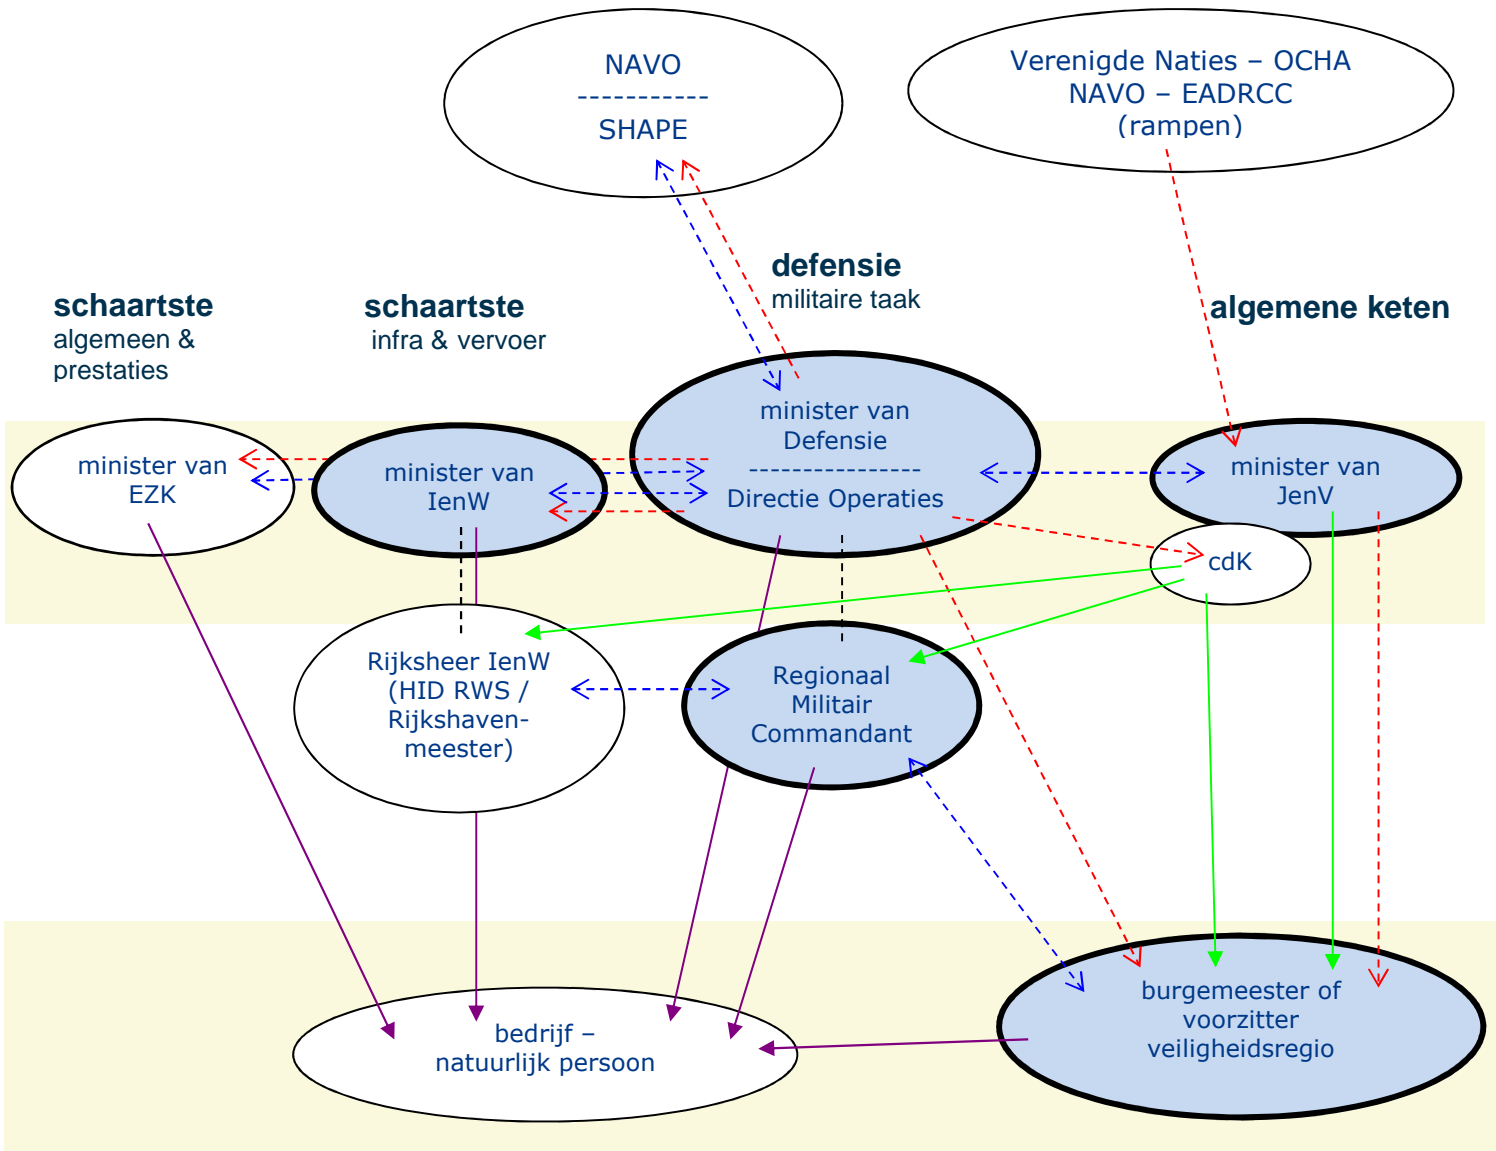 NAVO
-----------
SHAPE
Verenigde Naties – OCHA
NAVO – EADRCC
(rampen)
defensie
militaire taak
schaartste
algemeen &
prestaties
schaartste
infra & vervoer
algemene keten
minister van
EZK
minister van
IenW
minister van
Defensie
----------------
Directie Operaties
minister van
JenV
cdK
Rijksheer IenW
(HID RWS /
Rijkshaven-
meester)
Regionaal
Militair
Commandant
bedrijf –
natuurlijk persoon
burgemeester of
voorzitter
veiligheidsregio